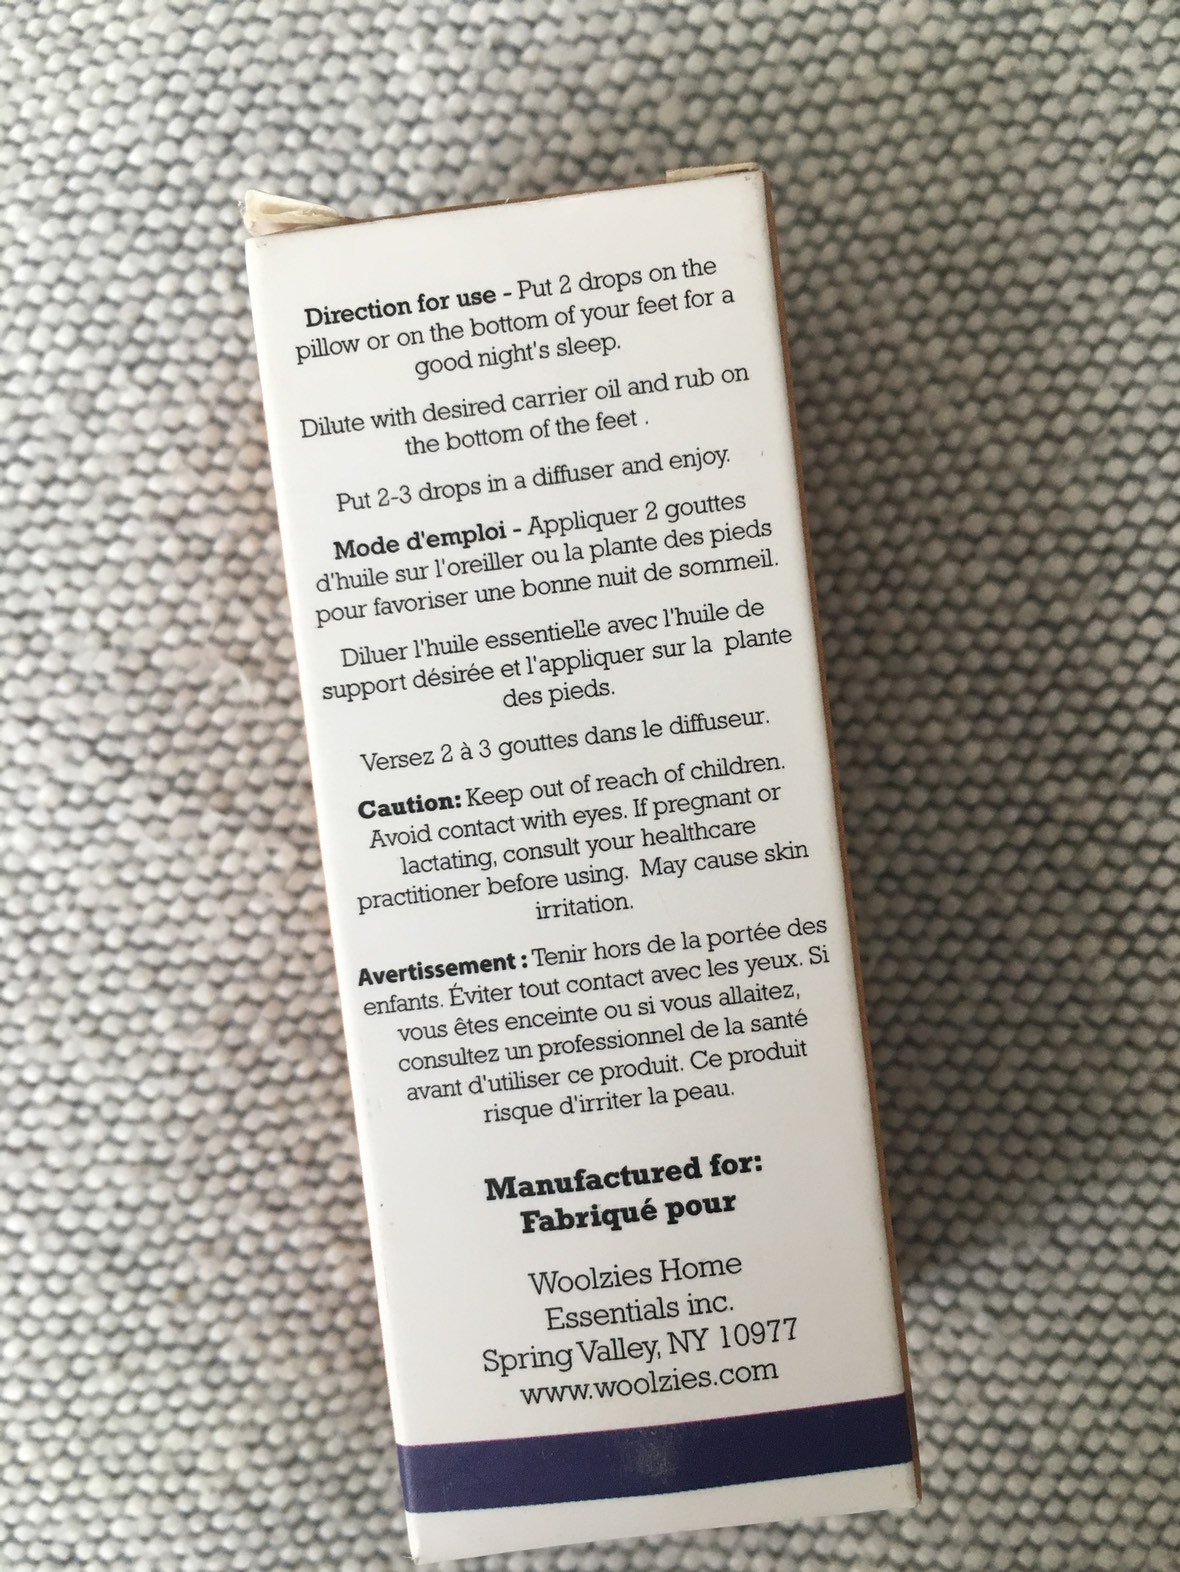 Direction for use - Put 2 drops on the
pillow or on the bottom of your feet for a
good night's sleep.
Dilute with desired carrier oil and rub on
the bottom of the feet .
Put 2-3 drops in a diffuser and enjoy.
Mode d'emploi - Appliquer 2 gouttes
d'huile sur l'oreiller ou la plante des pieds
pour favoriser une bonne nuit de sommeil.
Diluer l'huile essentielle avec l'huile de
support désirée et l'appliquer sur la plante
des pieds.
Versez 2 à 3 gouttes dans le diffuseur.
Caution: Keep out of reach of children.
Avoid contact with eyes. If pregnant or
lactating, consult your healthcare
practitioner before using. May cause skin
irritation.
Avertissement : Tenir hors de la portée des
enfants. Éviter tout contact avec les yeux. Si
vous êtes enceinte ou si vous allaitez,
consultez un professionnel de la santé
avant d'utiliser ce produit. Ce produit
risque d'irriter la peau.
Manufactured for:
Fabriqué pour
Woolzies Home
Essentials inc.
Spring Valley, NY 10977
www.woolzies.com